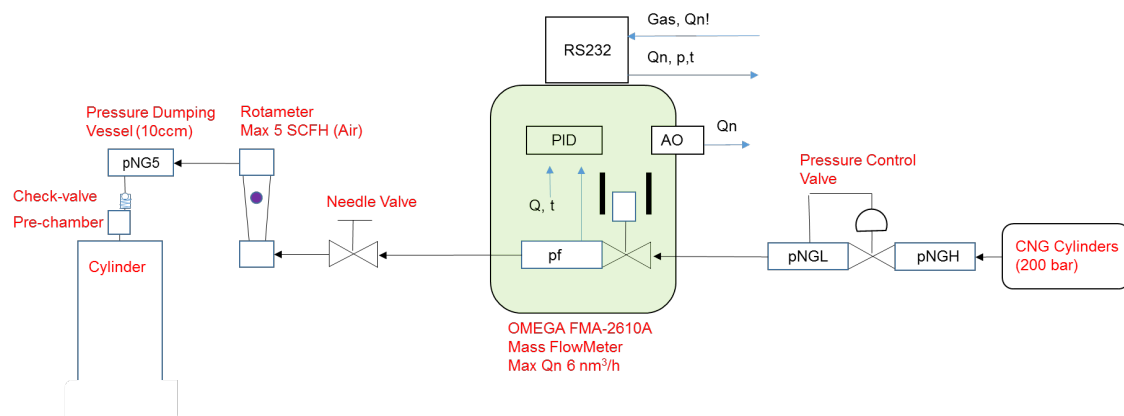 Gas, Qn!
RS232
Qn, p,t
Pressure Dumping
Vessel (10ccm)
Rotameter
Max 5 SCFH (Air)
PID
AO
Qn
pNG5
Pressure Control
Valve
Check-valve
Pre-chamber
Needle Valve
Q, t
Cylinder
pf
pNGL
pNGH
CNG Cylinders
(200 bar)
OMEGA FMA-2610A
Mass FlowMeter
Max Qn 6 nm³/h